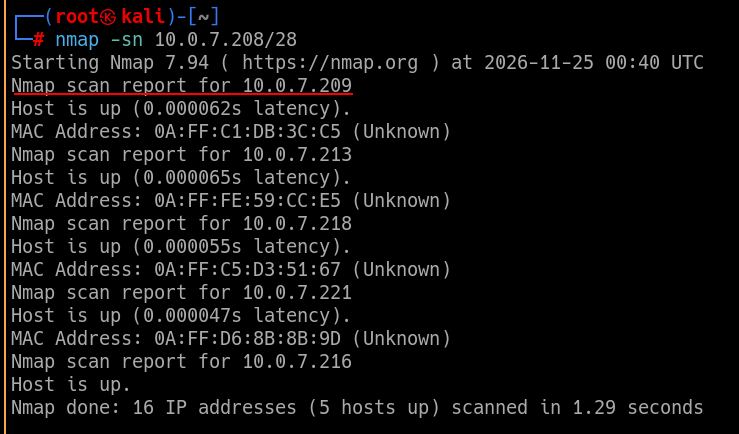 ┌──(root㉿kali)-[~]
└─# nmap -sn 10.0.7.208/28
Starting Nmap 7.94 ( https://nmap.org ) at 2026-11-25 00:40 UTC
Nmap scan report for 10.0.7.209
Host is up (0.000062s latency).
MAC Address: 0A:FF:C1:DB:3C:C5 (Unknown)
Nmap scan report for 10.0.7.213
Host is up (0.000065s latency).
MAC Address: 0A:FF:FE:59:CC:E5 (Unknown)
Nmap scan report for 10.0.7.218
Host is up (0.000055s latency).
MAC Address: 0A:FF:C5:D3:51:67 (Unknown)
Nmap scan report for 10.0.7.221
Host is up (0.000047s latency).
MAC Address: 0A:FF:D6:8B:8B:9D (Unknown)
Nmap scan report for 10.0.7.216
Host is up.
Nmap done: 16 IP addresses (5 hosts up) scanned in 1.29 seconds